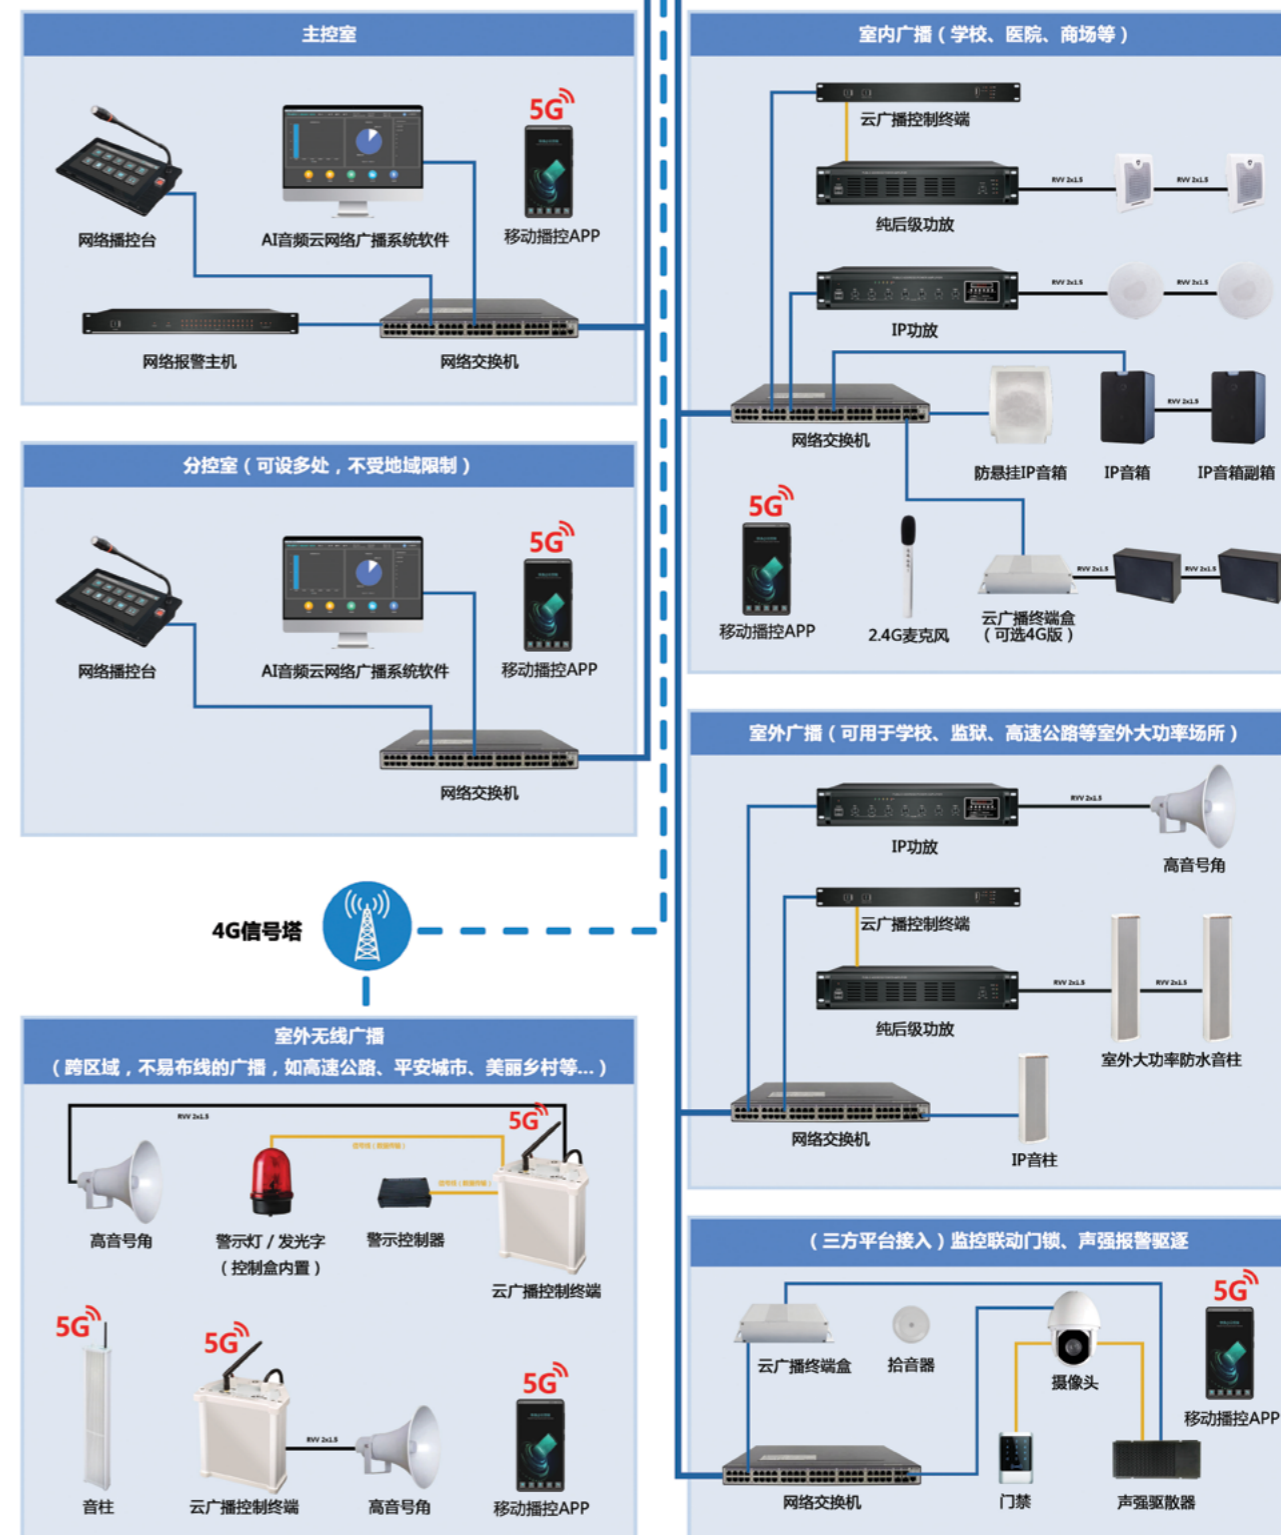 主控室
5G
网络播控台
AI音频云网络广播系统软件
移动播控APP
网络报警主机
网络交换机
分控室（可设多处，不受地域限制）
5G
网络播控台
AI音频云网络广播系统软件
移动播控APP
网络交换机
4G信号塔
室外无线广播
（跨区域，不易布线的广播，如高速公路、平安城市、美丽乡村等...）
RVV 2x1.5
5G
信号线（数据传输）
信号线（数据传输）
高音号角
警示灯 / 发光字
（控制盒内置）
警示控制器
云广播控制终端
5G
5G
5G
RVV 2x1.5
音柱
云广播控制终端
高音号角
移动播控APP
室内广播（学校、医院、商场等）
云广播控制终端
RVV 2x1.5
RVV 2x1.5
纯后级功放
RVV 2x1.5
RVV 2x1.5
IP功放
RVV 2x1.5
网络交换机
防悬挂IP音箱
IP音箱
IP音箱副箱
5G
RVV 2x1.5
RVV 2x1.5
移动播控APP
2.4G麦克风
云广播终端盒
（可选4G版）
室外广播（可用于学校、监狱、高速公路等室外大功率场所）
RVV 2x1.5
IP功放
高音号角
云广播控制终端
RVV 2x1.5
RVV 2x1.5
纯后级功放
室外大功率防水音柱
网络交换机
IP音柱
（三方平台接入）监控联动门锁、声强报警驱逐
5G
云广播终端盒
拾音器
摄像头
移动播控APP
网络交换机
门禁
声强驱散器